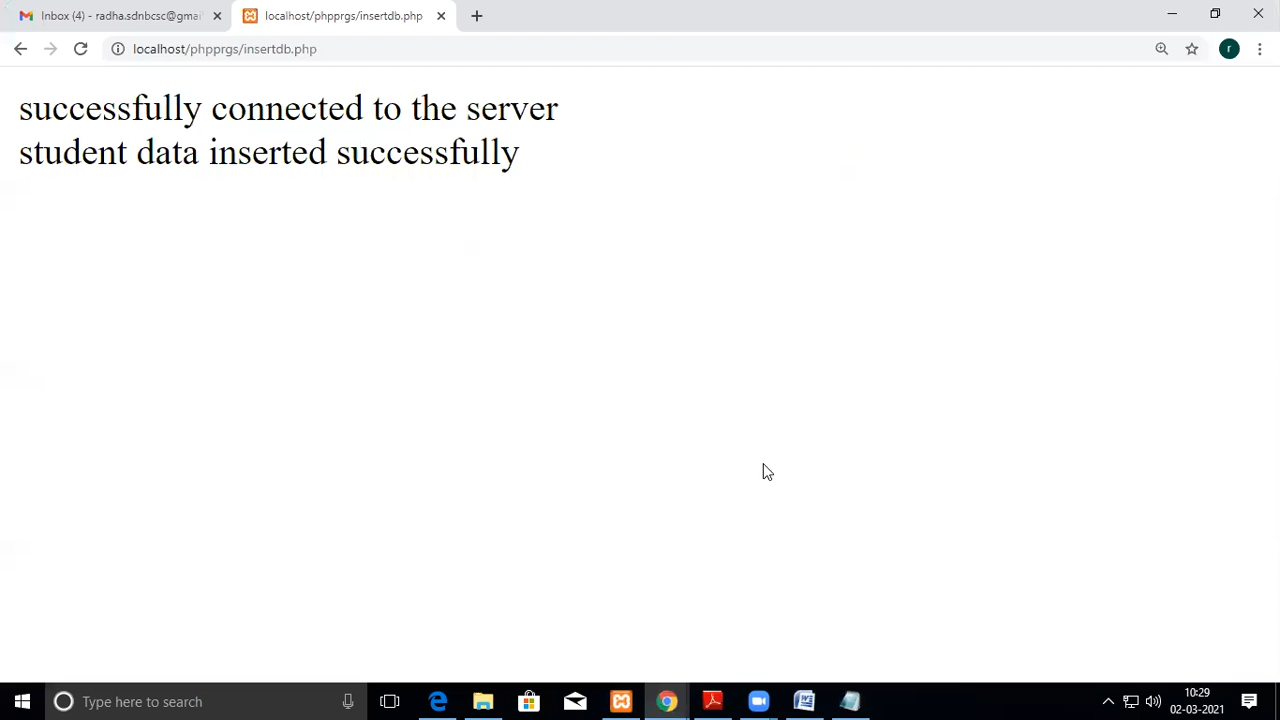 Inbox (4) - radha.sdnbcsc@gmai
localhost/phpprgs/insertdb.php
localhost/phpprgs/insertdb.php
r
successfully connected to the server
student data inserted successfully
Type here to search
10:29
02-03-2021